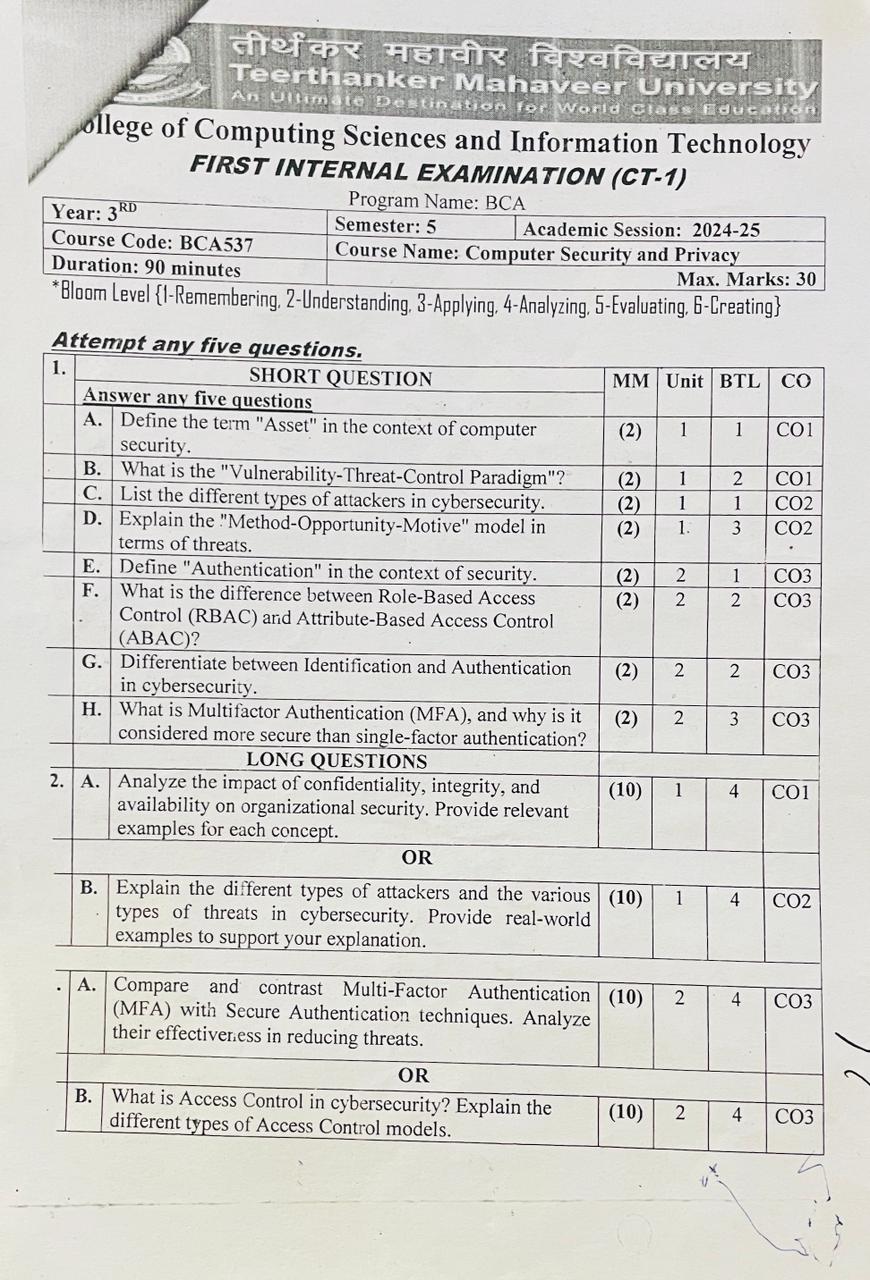 तीर्थंकर महावीर विश्वविद्यालय
Teerthanker Mahaveer University
An Ultimate Destination for World Class Education
ollege of Computing Sciences and Information Technology
FIRST INTERNAL EXAMINATION (CT-1)
Program Name: BCA
Year: 3RD Semester: 5 Academic Session: 2024-25
Course Code: BCA537 Course Name: Computer Security and Privacy
Duration: 90 minutes Max. Marks: 30
*Bloom Level {1-Remembering, 2-Understanding, 3-Applying, 4-Analyzing, 5-Evaluating, 6-Creating}
Attempt any five questions.
1. SHORT QUESTION MM Unit BTL CO
Answer any five questions
A. Define the term "Asset" in the context of computer (2) 1 1 CO1
security.
B. What is the "Vulnerability-Threat-Control Paradigm"? (2) 1 2 CO1
C. List the different types of attackers in cybersecurity. (2) 1 1 CO2
D. Explain the "Method-Opportunity-Motive" model in (2) 1. 3 CO2
terms of threats.
E. Define "Authentication" in the context of security. (2) 2 1 CO3
F. What is the difference between Role-Based Access (2) 2 2 CO3
Control (RBAC) and Attribute-Based Access Control
(ABAC)?
G. Differentiate between Identification and Authentication (2) 2 2 CO3
in cybersecurity.
H. What is Multifactor Authentication (MFA), and why is it (2) 2 3 CO3
considered more secure than single-factor authentication?
LONG QUESTIONS
2. A. Analyze the impact of confidentiality, integrity, and (10) 1 4 CO1
availability on organizational security. Provide relevant
examples for each concept.
OR
B. Explain the different types of attackers and the various (10) 1 4 CO2
types of threats in cybersecurity. Provide real-world
examples to support your explanation.
. A. Compare and contrast Multi-Factor Authentication (10) 2 4 CO3
(MFA) with Secure Authentication techniques. Analyze
their effectiveness in reducing threats.
OR
B. What is Access Control in cybersecurity? Explain the (10) 2 4 CO3
different types of Access Control models.